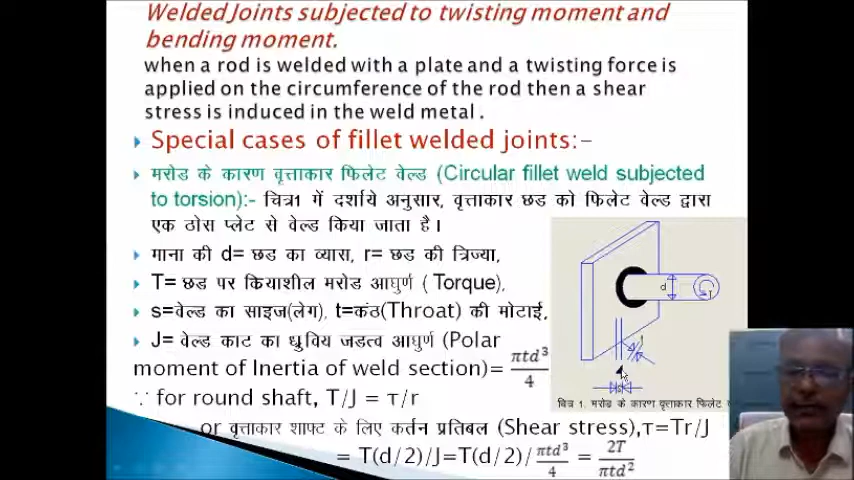 Welded Joints subjected to twisting moment and
bending moment.
when a rod is welded with a plate and a twisting force is
applied on the circumference of the rod then a shear
stress is induced in the weld metal .
Special cases of fillet welded joints:-
मरोड के कारण वृत्ताकार फिलेट वेल्ड (Circular fillet weld subjected
to torsion):- चित्र1 में दर्शाये अनुसार, वृत्ताकार छड को फिलेट वेल्ड द्वारा
एक ठोस प्लेट से वेल्ड किया जाता है।
माना की d= छड का व्यास, r= छड की त्रिज्या,
T= छड पर कियाशील मरोड आघुर्ण ( Torque),
s=वेल्ड का साइज(लेग), t=कंठ(Throat) की मोटाई,
J= वेल्ड काट का ध्रुविय जडत्व आघुर्ण (Polar
moment of Inertia of weld section)= πtd³/4
∵ for round shaft, T/J = τ/r
or वृत्ताकार शाफ्ट के लिए कर्तन प्रतिबल (Shear stress),τ=Tr/J
= T(d/2)/J=T(d/2)/ πtd³/4 = 2T/πtd²
d
T
t
s
चित्र 1. मरोड के कारण वृत्ताकार फिलेट